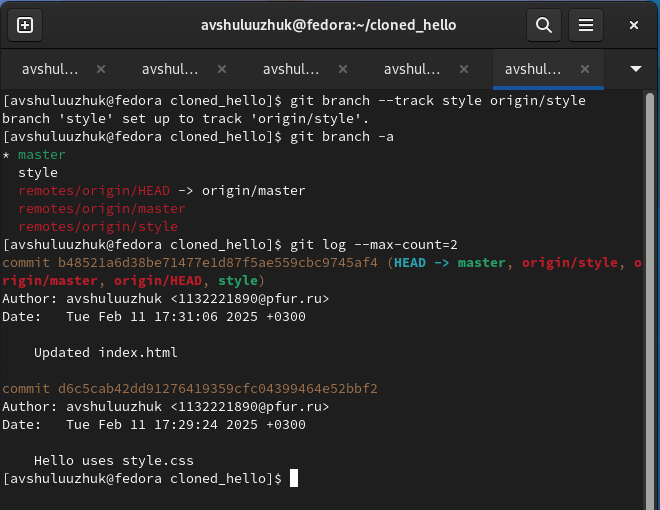 avshuluuzhuk@fedora:~/cloned_hello
avshul... avshul... avshul... avshul... avshul...
[avshuluuzhuk@fedora cloned_hello]$ git branch --track style origin/style
branch 'style' set up to track 'origin/style'.
[avshuluuzhuk@fedora cloned_hello]$ git branch -a
* master
  style
  remotes/origin/HEAD -> origin/master
  remotes/origin/master
  remotes/origin/style
[avshuluuzhuk@fedora cloned_hello]$ git log --max-count=2
commit b48521a6d38be71477e1d87f5ae559cbc9745af4 (HEAD -> master, origin/style, o
rigin/master, origin/HEAD, style)
Author: avshuluuzhuk <1132221890@pfur.ru>
Date:   Tue Feb 11 17:31:06 2025 +0300
    Updated index.html
commit d6c5cab42dd91276419359cfc04399464e52bbf2
Author: avshuluuzhuk <1132221890@pfur.ru>
Date:   Tue Feb 11 17:29:24 2025 +0300
    Hello uses style.css
[avshuluuzhuk@fedora cloned_hello]$